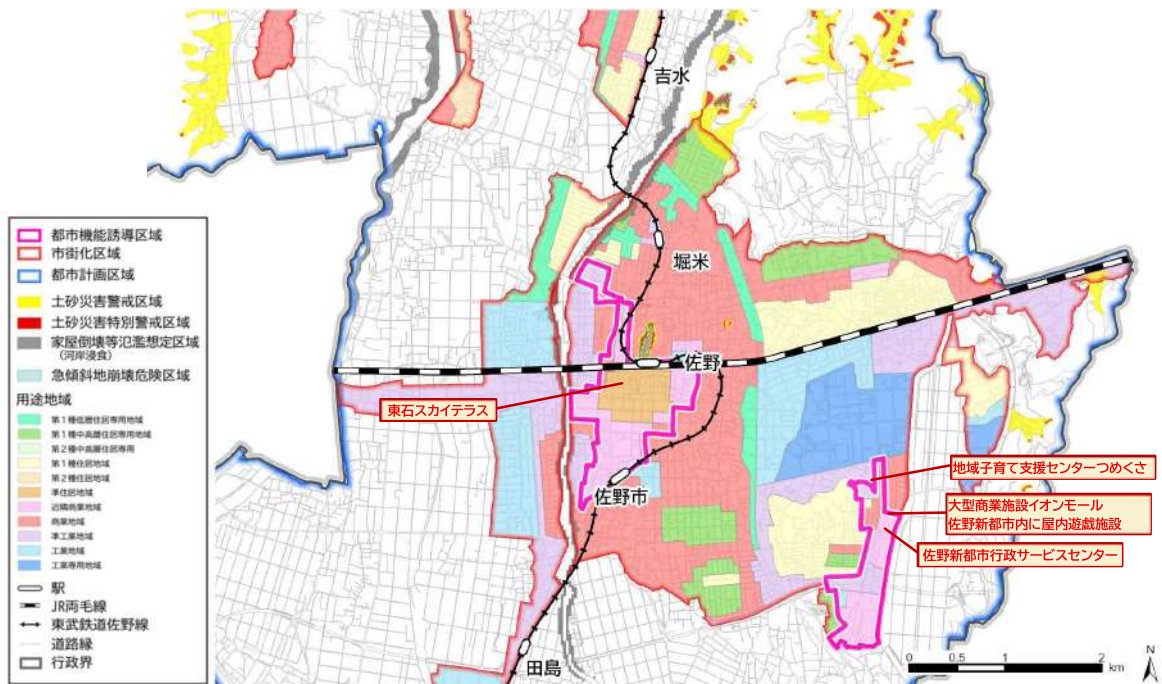 吉水
堀米
佐野
佐野市
田島
東石スカイテラス
地域子育て支援センターつめくさ
大型商業施設イオンモール
佐野新都市内に屋内遊戯施設
佐野新都市行政サービスセンター
都市機能誘導区域
市街化区域
都市計画区域
土砂災害警戒区域
土砂災害特別警戒区域
家屋倒壊等氾濫想定区域
（河岸浸食）
急傾斜地崩壊危険区域
用途地域
第１種低層住居専用地域
第１種中高層住居専用地域
第２種中高層住居専用
第１種住居地域
第２種住居地域
準住居地域
近隣商業地域
商業地域
準工業地域
工業地域
工業専用地域
駅
JR両毛線
東武鉄道佐野線
道路縁
行政界
0 0.5 1 2
km
N